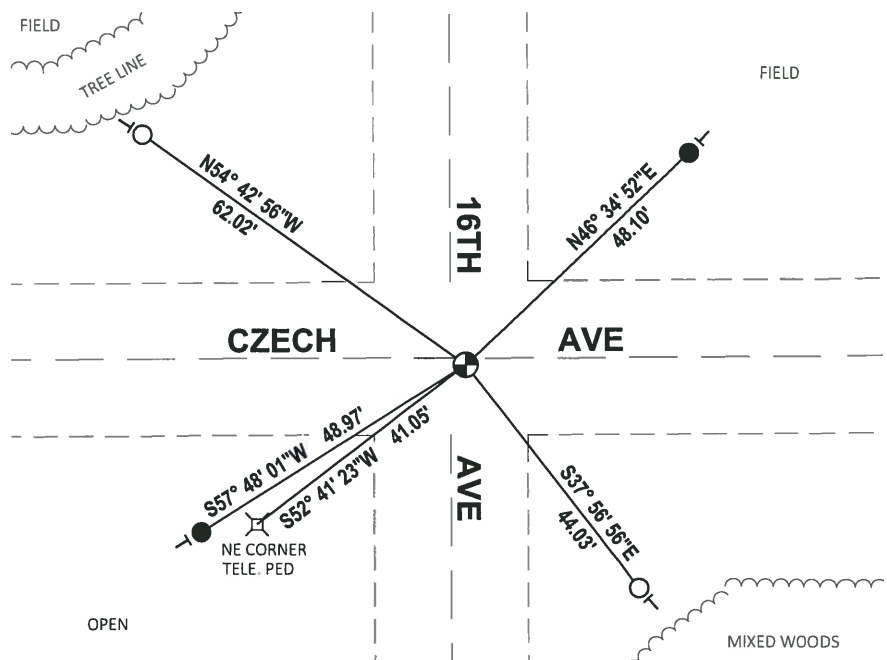 FIELD
TREE LINE
FIELD
N54° 42' 56"W
62.02'
N46° 34' 52"E
48.10'
16TH
AVE
CZECH
AVE
S57° 48' 01"W 48.97'
S52° 41' 23"W 41.05'
S37° 56' 56"E
44.03'
NE CORNER
TELE. PED
OPEN
MIXED WOODS